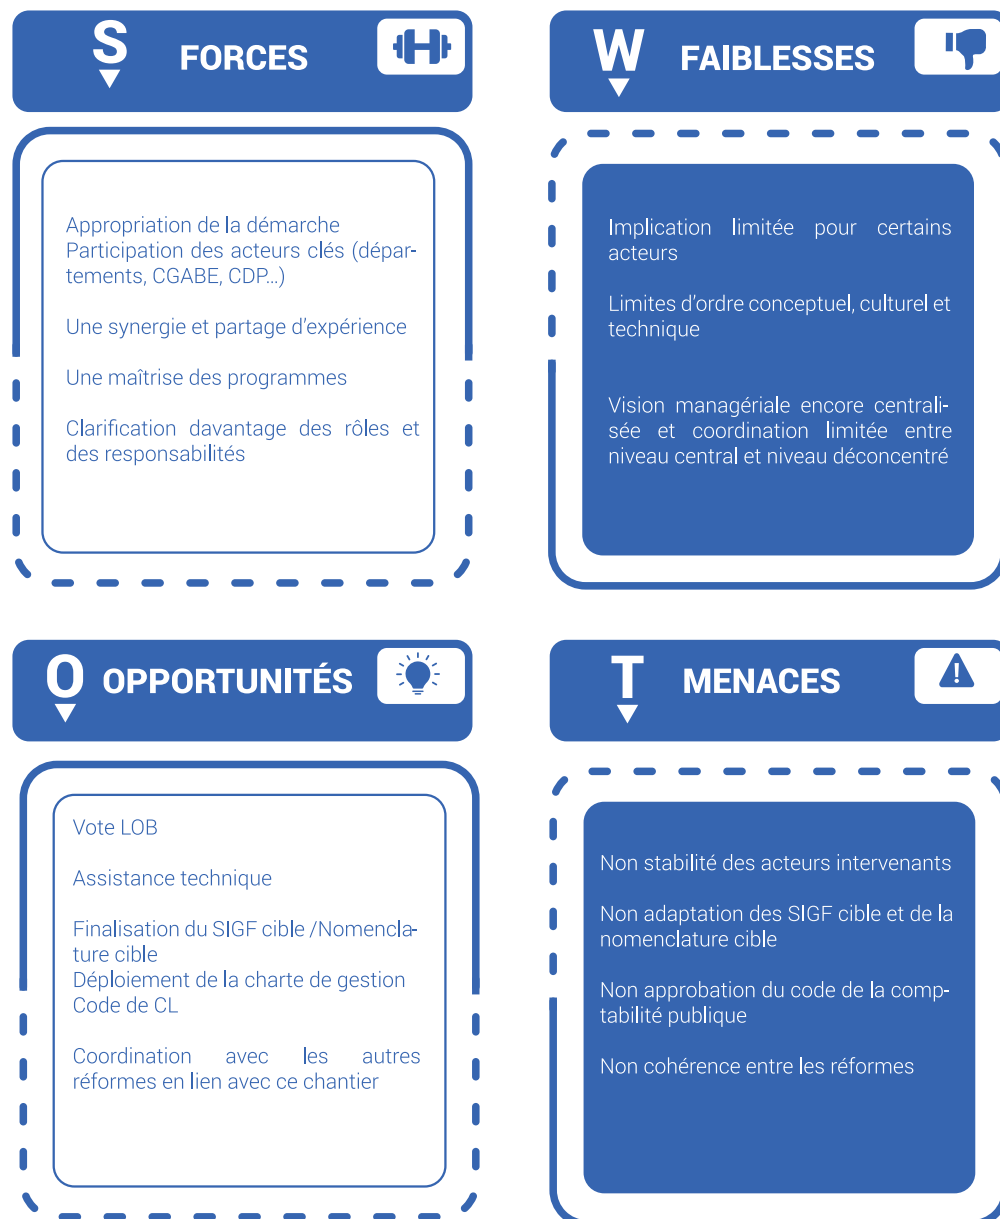 S
FORCES
Appropriation de la démarche
Participation des acteurs clés (dépar-
tements, CGABE, CDP...)
Une synergie et partage d'expérience
Une maîtrise des programmes
Clarification davantage des rôles et
des responsabilités
W
FAIBLESSES
Implication limitée pour certains
acteurs
Limites d'ordre conceptuel, culturel et
technique
Vision managériale encore centrali-
sée et coordination limitée entre
niveau central et niveau déconcentré
O
OPPORTUNITÉS
Vote LOB
Assistance technique
Finalisation du SIGF cible /Nomencla-
ture cible
Déploiement de la charte de gestion
Code de CL
Coordination avec les autres
réformes en lien avec ce chantier
T
MENACES
Non stabilité des acteurs intervenants
Non adaptation des SIGF cible et de la
nomenclature cible
Non approbation du code de la comp-
tabilité publique
Non cohérence entre les réformes